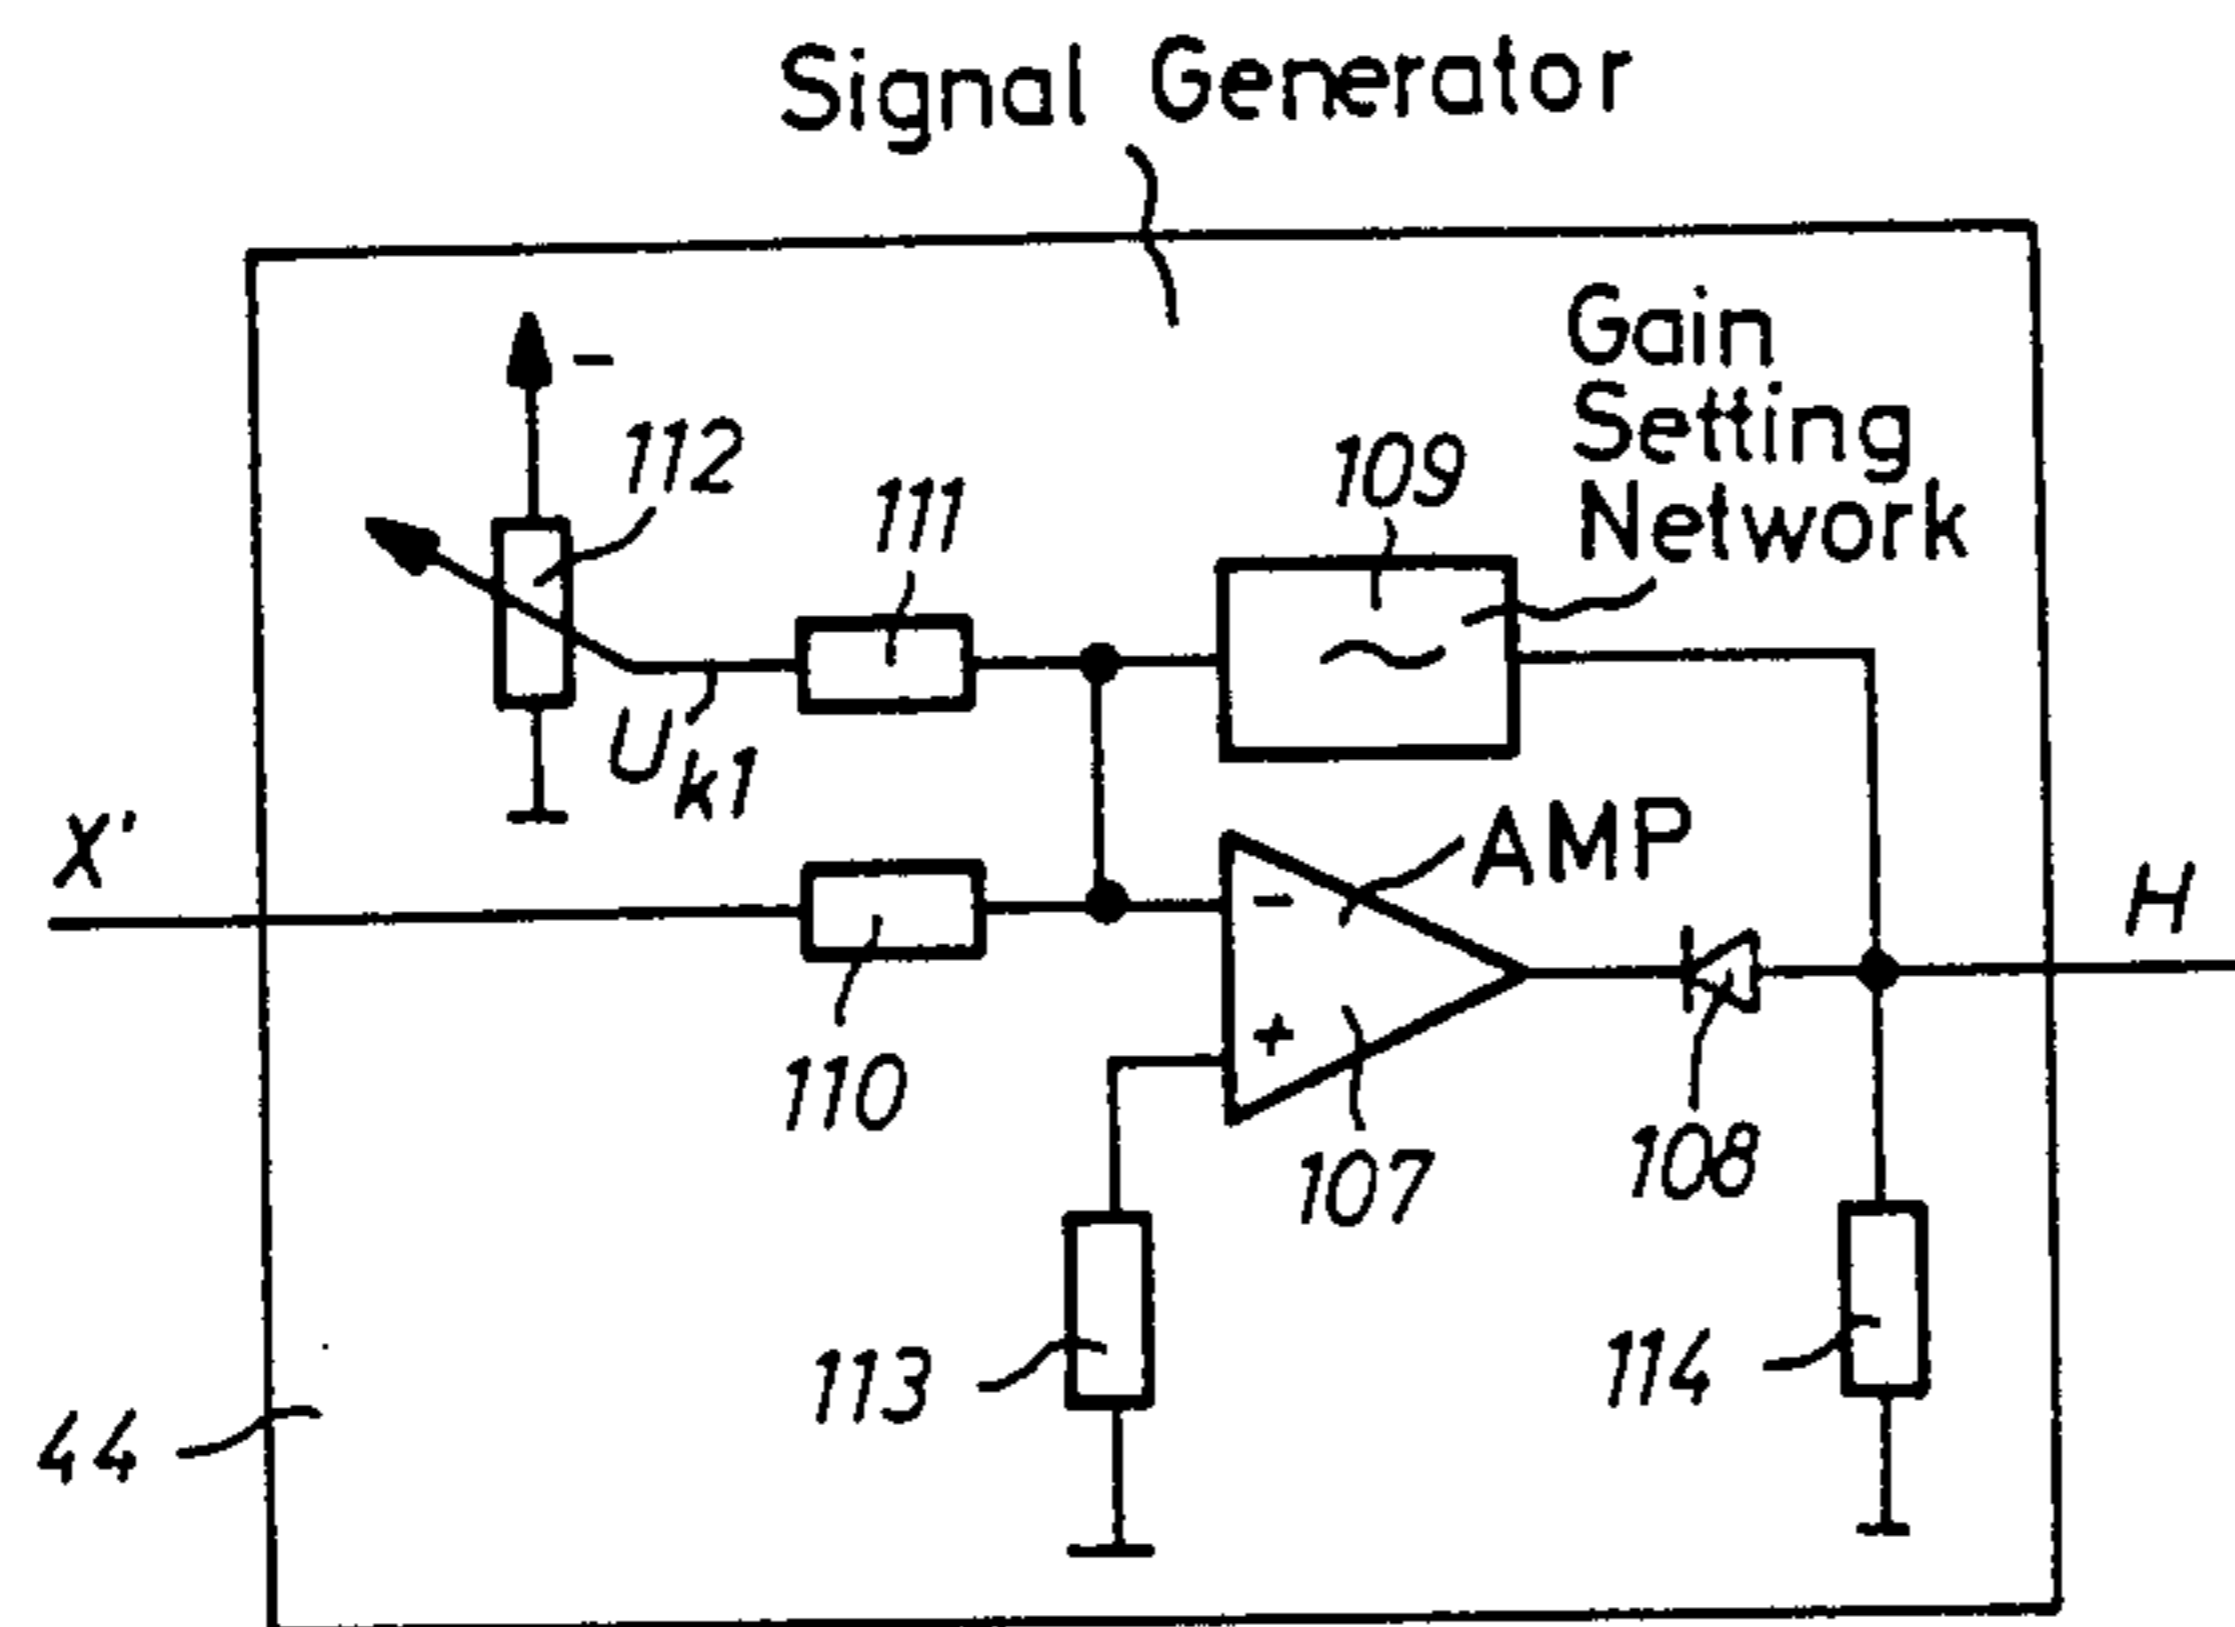 Signal Generator
Gain
Setting
Network
-
112
111
109
U k1
X'
AMP
H
-
+
110
107
108
113
114
44